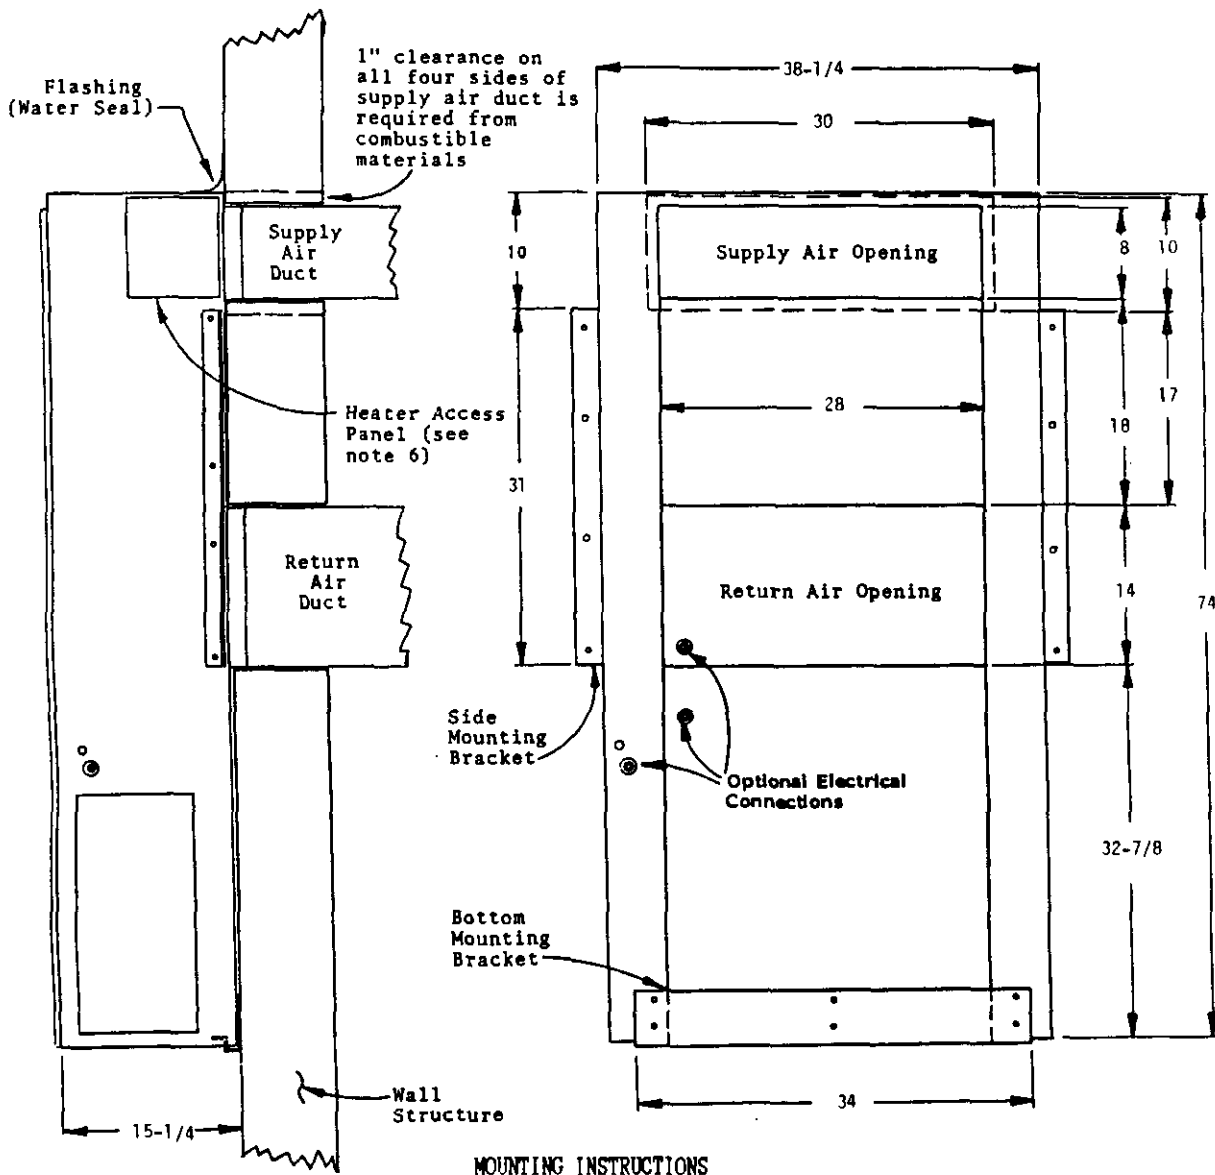 Flashing
(Water Seal)
1" clearance on
all four sides of
supply air duct is
required from
combustible
materials
38-1/4
30
Supply
Air
Duct
10
Supply Air Opening
8
10
Heater Access
Panel (see
note 6)
31
28
18
17
Return
Air
Duct
Return Air Opening
14
74
Side
Mounting
Bracket
Optional Electrical
Connections
32-7/8
Bottom
Mounting
Bracket
Wall
Structure
15-1/4
34
MOUNTING INSTRUCTIONS